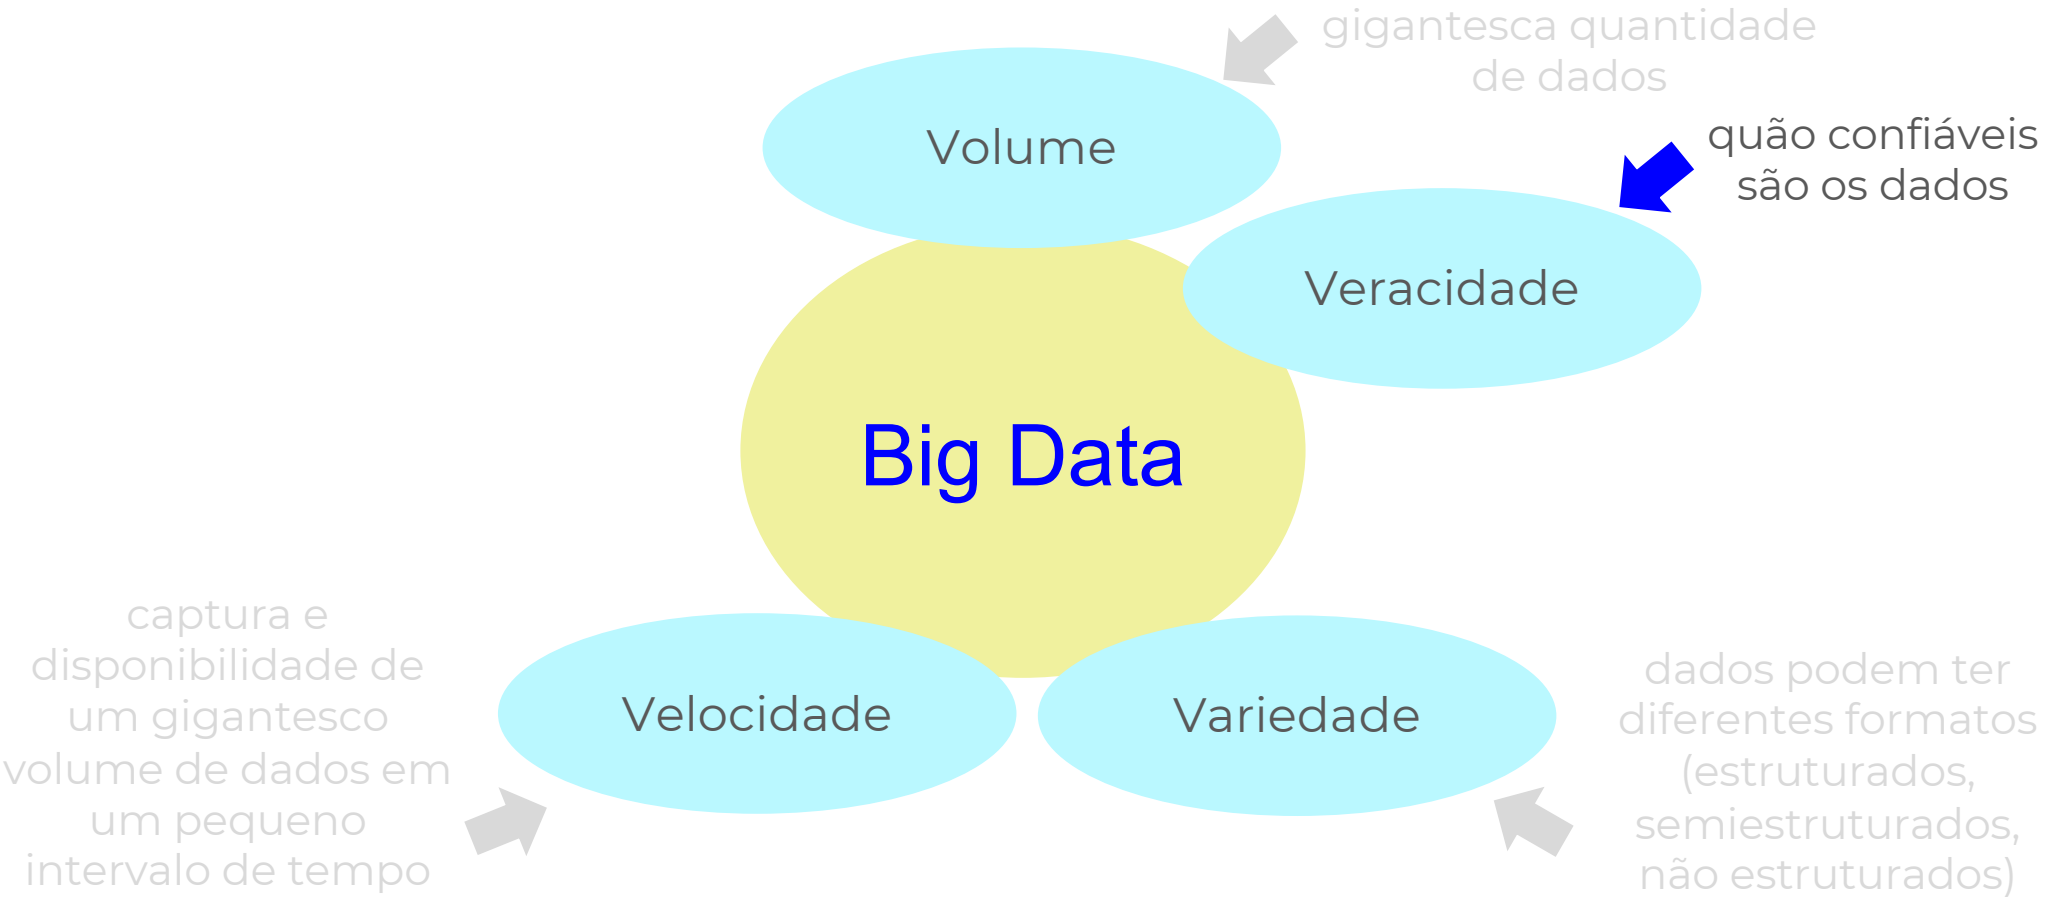 gigantesca quantidade
de dados
Volume
quão confiáveis
são os dados
Veracidade
Big Data
captura e
disponibilidade de
um gigantesco
volume de dados em
um pequeno
intervalo de tempo
Velocidade
Variedade
dados podem ter
diferentes formatos
(estruturados,
semiestruturados,
não estruturados)